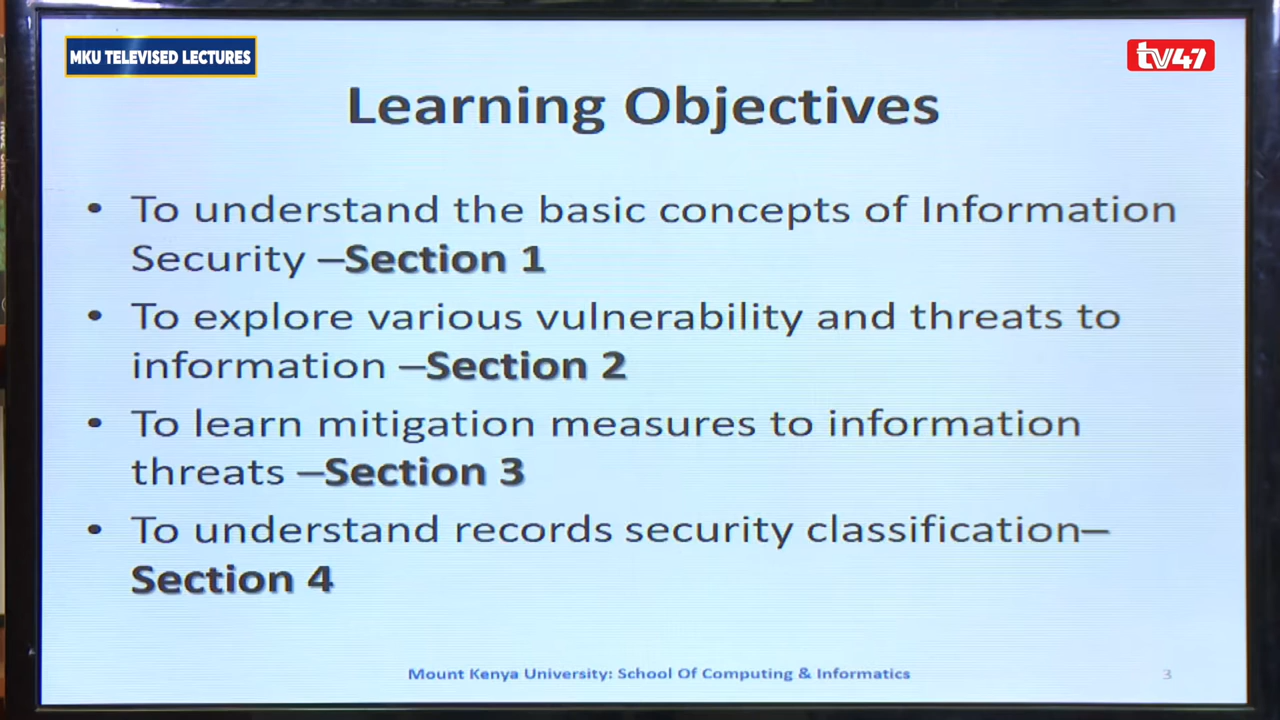 MKU TELEVISED LECTURES
tv47
Learning Objectives
• To understand the basic concepts of Information
Security –Section 1
• To explore various vulnerability and threats to
information –Section 2
• To learn mitigation measures to information
threats –Section 3
• To understand records security classification–
Section 4
Mount Kenya University: School Of Computing & Informatics
3